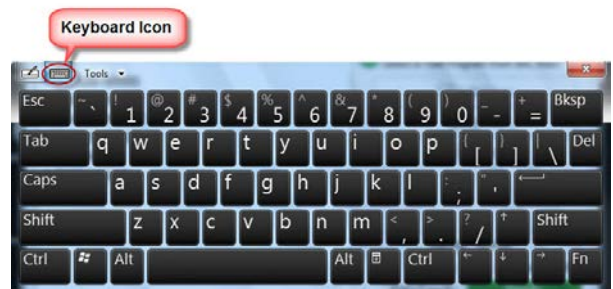 Keyboard Icon
Tools
Esc ~ ` ! 1 @ 2 # 3 $ 4 % 5 ^ 6 & 7 * 8 ( 9 ) 0 _ - + = Bksp
Tab q w e r t y u i o p { [ } ] | \ Del
Caps a s d f g h j k l : ; " ,
Shift z x c v b n m < , > . ? / ↑ Shift
Ctrl Alt Alt Ctrl ← ↓ → Fn